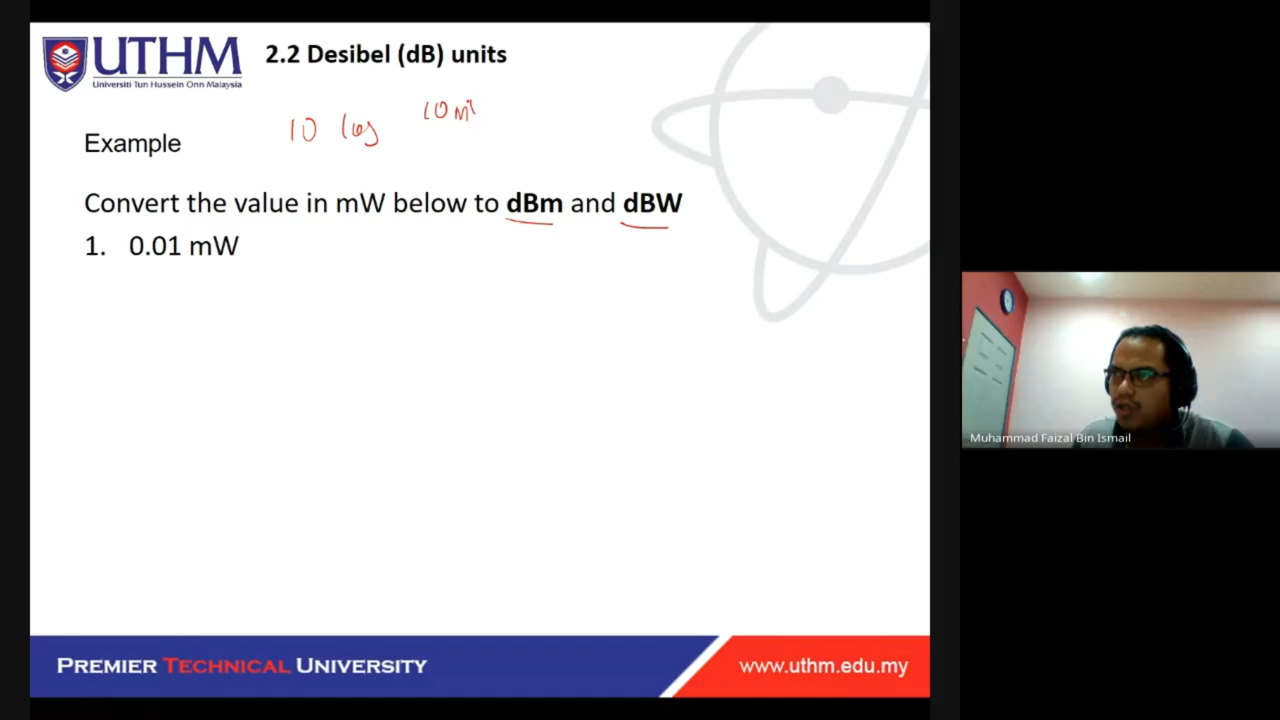 UTHM
Universiti Tun Hussein Onn Malaysia
2.2 Desibel (dB) units
10 log 10 m
Example
Convert the value in mW below to dBm and dBW
1. 0.01 mW
Muhammad Faizal Bin Ismail
PREMIER TECHNICAL UNIVERSITY
www.uthm.edu.my